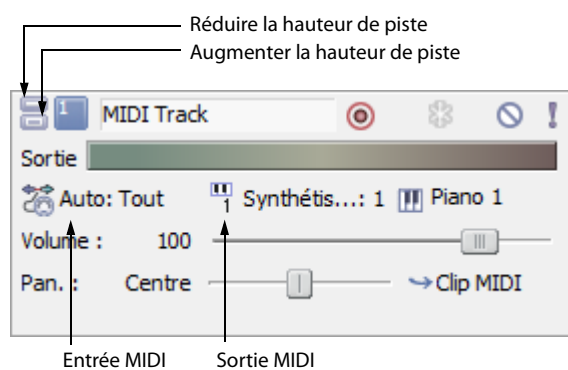 Réduire la hauteur de piste
Augmenter la hauteur de piste
1 MIDI Track
Sortie
Auto: Tout 1 Synthétis...: 1 Piano 1
Volume : 100
Pan. : Centre Clip MIDI
Entrée MIDI Sortie MIDI